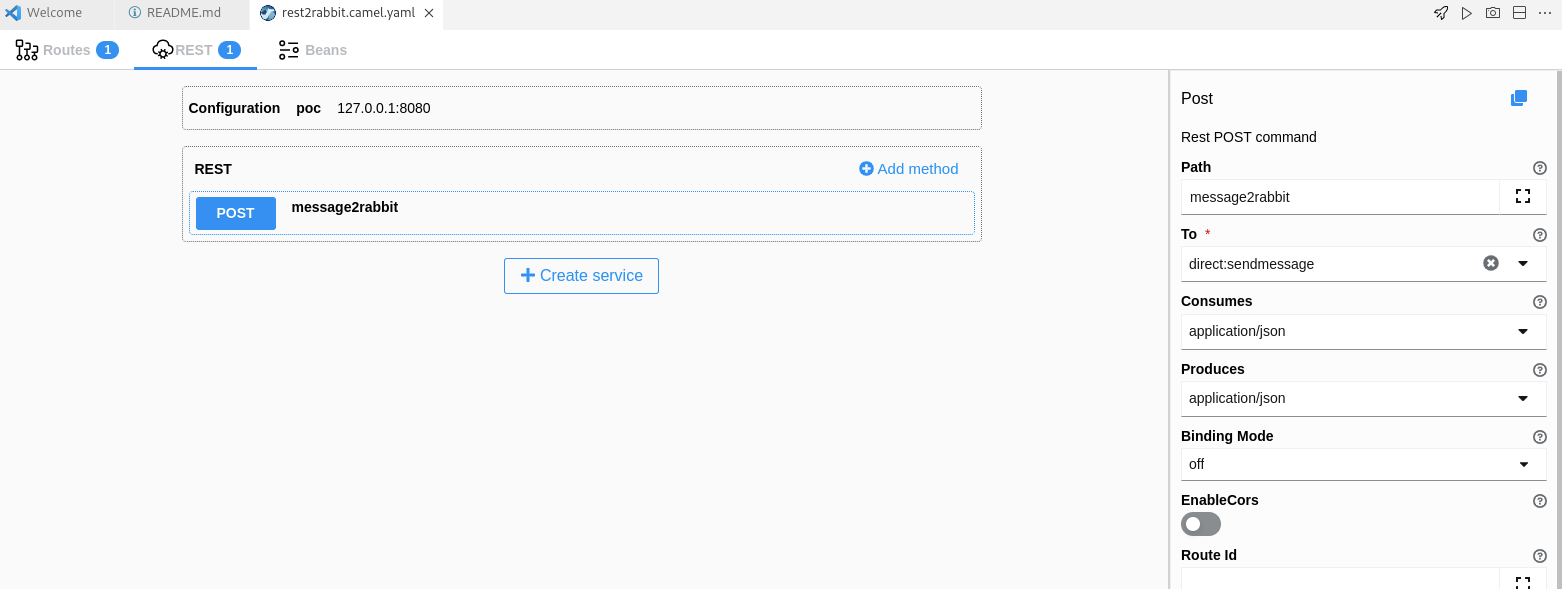 Welcome README.md rest2rabbit.camel.yaml
Routes 1 REST 1 Beans
Configuration poc 127.0.0.1:8080
REST Add method
POST message2rabbit
Create service
Post
Rest POST command
Path
message2rabbit
To *
direct:sendmessage
Consumes
application/json
Produces
application/json
Binding Mode
off
EnableCors
Route Id